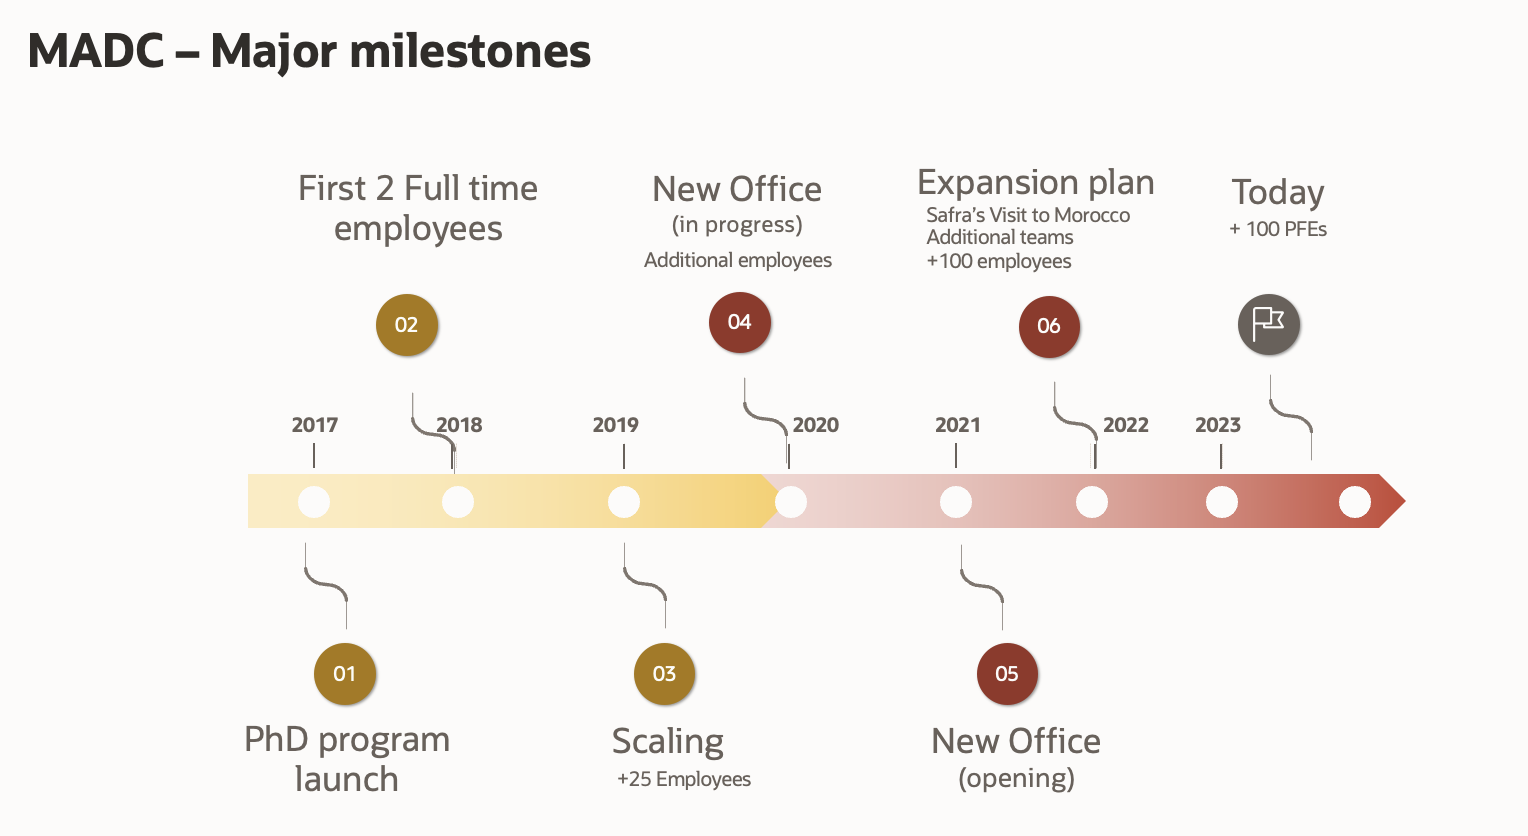 MADC – Major milestones
First 2 Full time
employees
New Office
(in progress)
Additional employees
Expansion plan
Safra's Visit to Morocco
Additional teams
+100 employees
Today
+ 100 PFEs
02
04
06
2017
2018
2019
2020
2021
2022
2023
01
03
05
PhD program
launch
Scaling
+25 Employees
New Office
(opening)